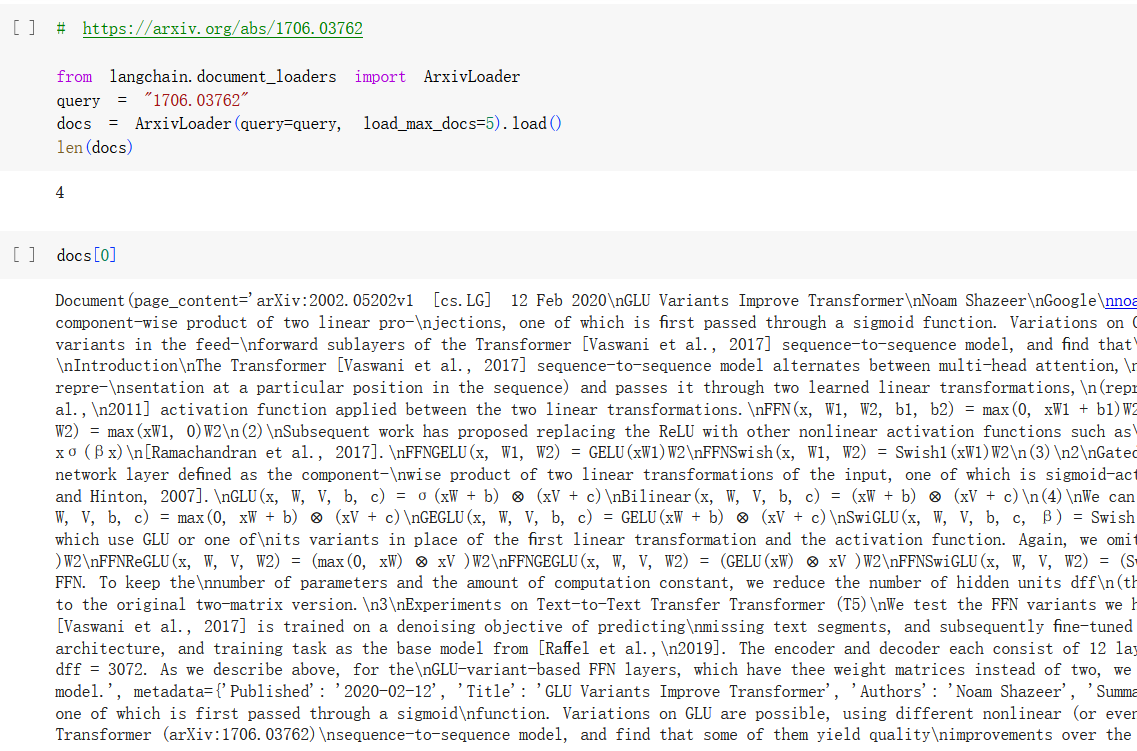 [ ] # https://arxiv.org/abs/1706.03762
from langchain.document_loaders import ArxivLoader
query = "1706.03762"
docs = ArxivLoader(query=query, load_max_docs=5).load()
len(docs)
4
[ ] docs[0]
Document(page_content='arXiv:2002.05202v1 [cs.LG] 12 Feb 2020\nGLU Variants Improve Transformer\nNoam Shazeer\nGoogle\nnoa
component-wise product of two linear pro-\njections, one of which is first passed through a sigmoid function. Variations on G
variants in the feed-\nforward sublayers of the Transformer [Vaswani et al., 2017] sequence-to-sequence model, and find that\
\nIntroduction\nThe Transformer [Vaswani et al., 2017] sequence-to-sequence model alternates between multi-head attention,\n
repre-\nsentation at a particular position in the sequence) and passes it through two learned linear transformations,\n(repr
al.,\n2011] activation function applied between the two linear transformations.\nFFN(x, W1, W2, b1, b2) = max(0, xW1 + b1)W2
W2) = max(xW1, 0)W2\n(2)\nSubsequent work has proposed replacing the ReLU with other nonlinear activation functions such as\
xσ(βx)\n[Ramachandran et al., 2017].\nFFNGELU(x, W1, W2) = GELU(xW1)W2\nFFNSwish(x, W1, W2) = Swish1(xW1)W2\n(3)\n2\nGated
network layer defined as the component-\nwise product of two linear transformations of the input, one of which is sigmoid-act
and Hinton, 2007].\nGLU(x, W, V, b, c) = σ(xW + b) ⊗ (xV + c)\nBilinear(x, W, V, b, c) = (xW + b) ⊗ (xV + c)\n(4)\nWe can
W, V, b, c) = max(0, xW + b) ⊗ (xV + c)\nGEGLU(x, W, V, b, c) = GELU(xW + b) ⊗ (xV + c)\nSwiGLU(x, W, V, b, c, β) = Swish
which use GLU or one of\nits variants in place of the first linear transformation and the activation function. Again, we omit
)W2\nFFNReGLU(x, W, V, W2) = (max(0, xW) ⊗ xV )W2\nFFNGEGLU(x, W, V, W2) = (GELU(xW) ⊗ xV )W2\nFFNSwiGLU(x, W, V, W2) = (Sw
FFN. To keep the\nnumber of parameters and the amount of computation constant, we reduce the number of hidden units dff\n(th
to the original two-matrix version.\n3\nExperiments on Text-to-Text Transfer Transformer (T5)\nWe test the FFN variants we h
[Vaswani et al., 2017] is trained on a denoising objective of predicting\nmissing text segments, and subsequently fine-tuned
architecture, and training task as the base model from [Raffel et al.,\n2019]. The encoder and decoder each consist of 12 lay
dff = 3072. As we describe above, for the\nGLU-variant-based FFN layers, which have thee weight matrices instead of two, we
model.', metadata={'Published': '2020-02-12', 'Title': 'GLU Variants Improve Transformer', 'Authors': 'Noam Shazeer', 'Summa
one of which is first passed through a sigmoid\nfunction. Variations on GLU are possible, using different nonlinear (or even
Transformer (arXiv:1706.03762)\nsequence-to-sequence model, and find that some of them yield quality\nimprovements over the